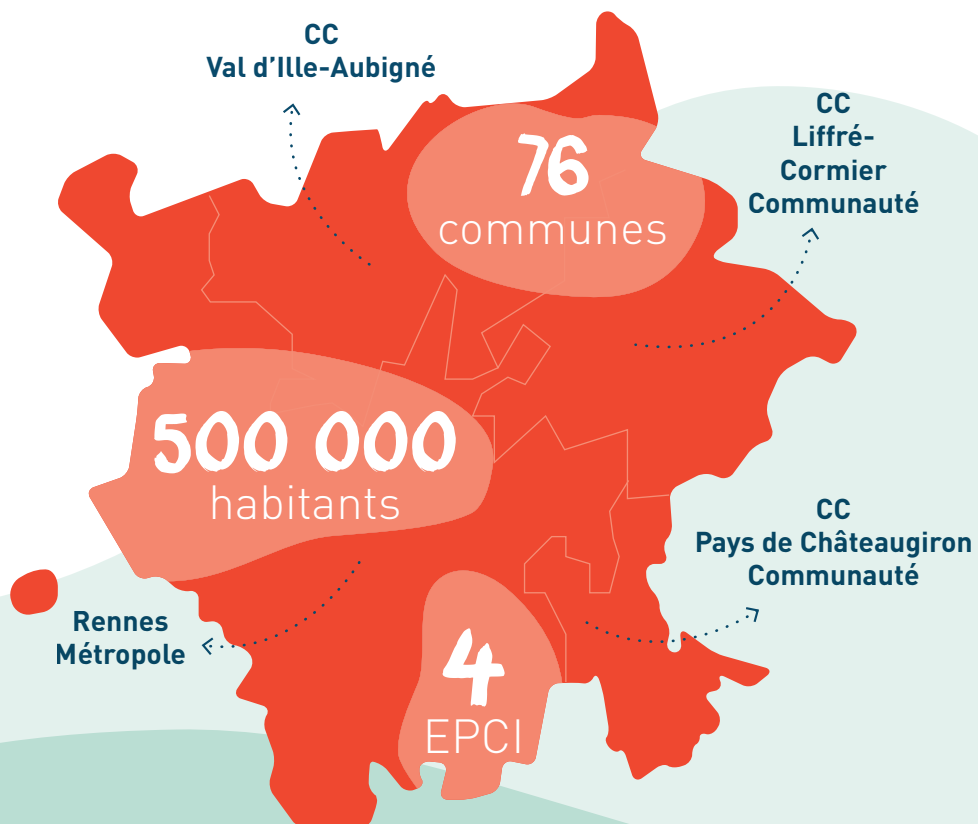 CC
Val d'Ille-Aubigné
CC
Liffré-
Cormier
Communauté
76
communes
500 000
habitants
CC
Pays de Châteaugiron
Communauté
Rennes
Métropole
4
EPCI